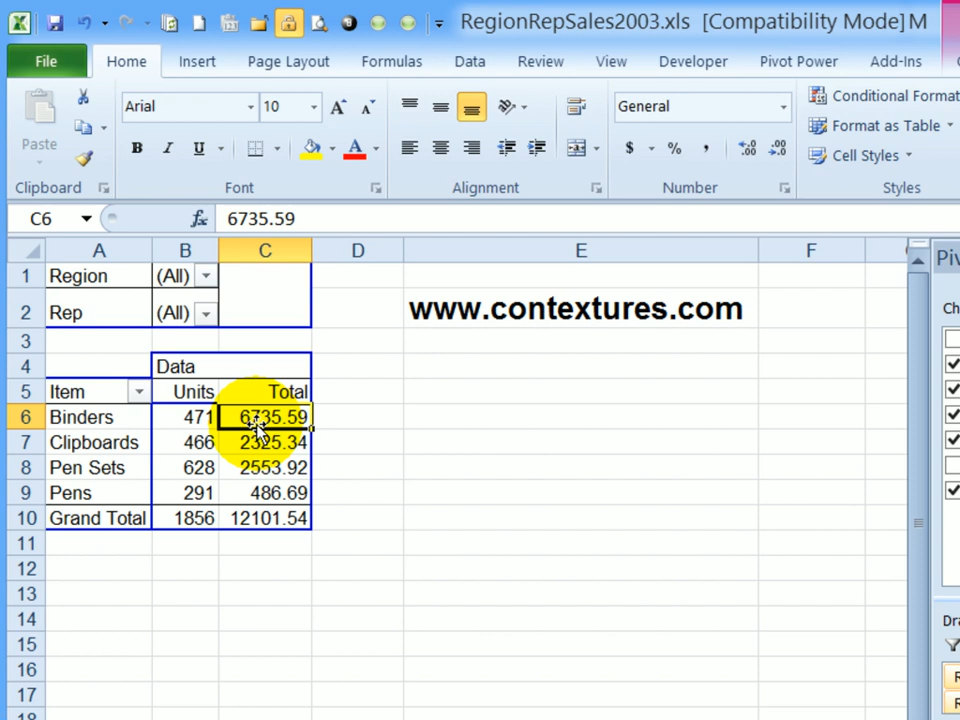 RegionRepSales2003.xls [Compatibility Mode] M
File Home Insert Page Layout Formulas Data Review View Developer Pivot Power Add-Ins
Arial 10 General Conditional Format
Paste B I U A $ % , Format as Table
Cell Styles
Clipboard Font Alignment Number Styles
C6 fx 6735.59
A B C D E F
1 Region (All)
2 Rep (All) www.contextures.com
3
4 Data
5 Item Units Total
6 Binders 471 6735.59
7 Clipboards 466 2325.34
8 Pen Sets 628 2553.92
9 Pens 291 486.69
10 Grand Total 1856 12101.54
11
12
13
14
15
16
17
18